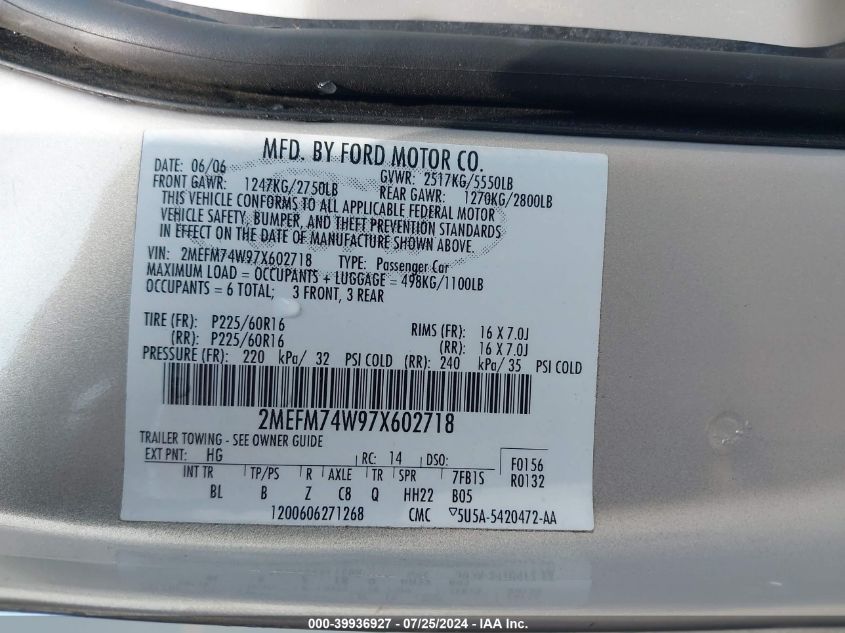 MFD. BY FORD MOTOR CO.
DATE: 06/06 GVWR: 2517KG/5550LB
FRONT GAWR: 1247KG/2750LB REAR GAWR: 1270KG/2800LB
THIS VEHICLE CONFORMS TO ALL APPLICABLE FEDERAL MOTOR
VEHICLE SAFETY, BUMPER, AND THEFT PREVENTION STANDARDS
IN EFFECT ON THE DATE OF MANUFACTURE SHOWN ABOVE.
VIN: 2MEFM74W97X602718 TYPE: Passenger Car
MAXIMUM LOAD = OCCUPANTS + LUGGAGE = 498KG/1100LB
OCCUPANTS = 6 TOTAL; 3 FRONT, 3 REAR
TIRE (FR): P225/60R16 RIMS (FR): 16 X 7.0J
(RR): P225/60R16 (RR): 16 X 7.0J
PRESSURE (FR): 220 kPa/ 32 PSI COLD (RR): 240 kPa/ 35 PSI COLD
2MEFM74W97X602718
TRAILER TOWING - SEE OWNER GUIDE
EXT PNT: HG RC: 14 DSO: F0156
INT TR TP/PS R AXLE TR SPR 7FB1S R0132
BL B Z C8 Q HH22 B05
1200606271268 CMC ▽5U5A-5420472-AA
000-39936927 - 07/25/2024 - IAA Inc.